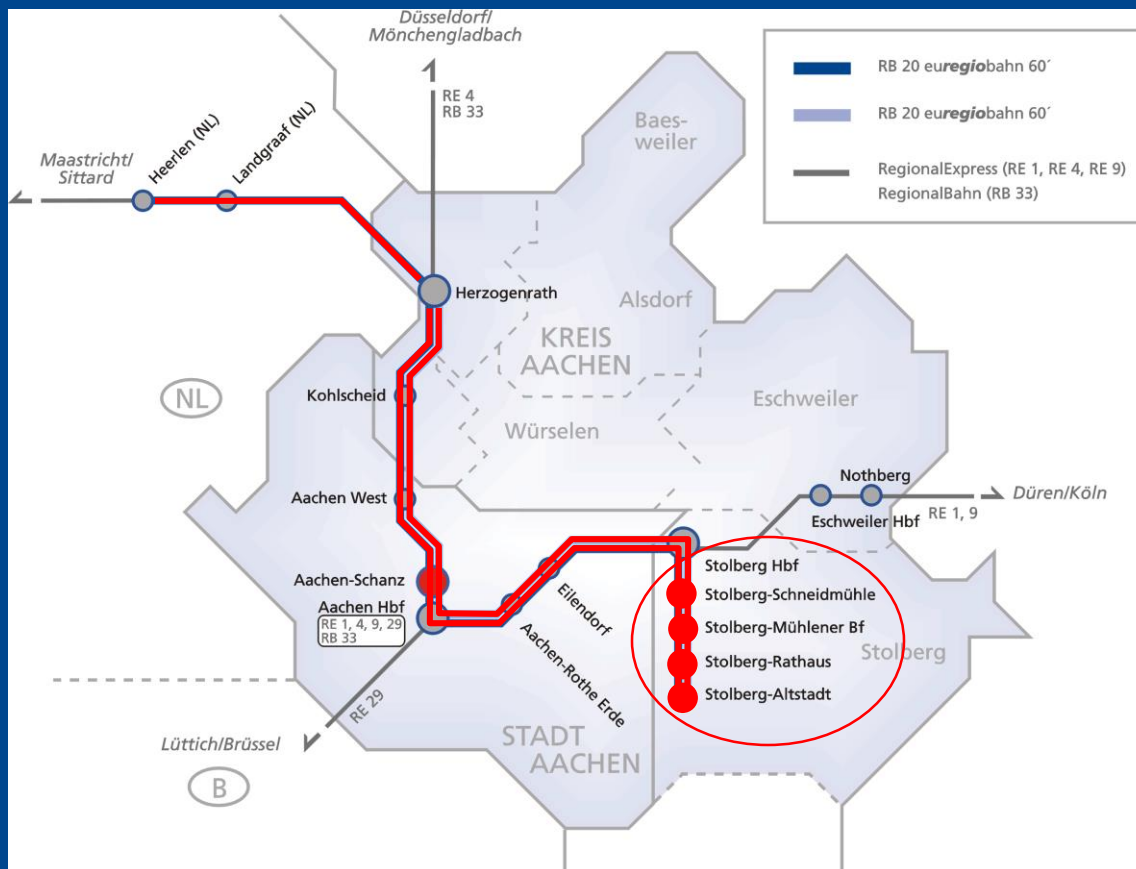 Düsseldorf/
Mönchengladbach
RE 4
RB 33
RB 20 euregiobahn 60´
RB 20 euregiobahn 60´
RegionalExpress (RE 1, RE 4, RE 9)
RegionalBahn (RB 33)
Baes-
weiler
Maastricht/
Sittard
Heerlen (NL)
Landgraaf (NL)
Herzogenrath
Alsdorf
KREIS
AACHEN
NL
Kohlscheid
Würselen
Eschweiler
Aachen West
Nothberg
Eschweiler Hbf
RE 1, 9
Düren/Köln
Aachen-Schanz
Aachen Hbf
RE 1, 4, 9, 29
RB 33
Eilendorf
Aachen-Rothe Erde
Stolberg Hbf
Stolberg-Schneidmühle
Stolberg-Mühlener Bf
Stolberg-Rathaus
Stolberg-Altstadt
Stolberg
RE 29
Lüttich/Brüssel
B
STADT
AACHEN